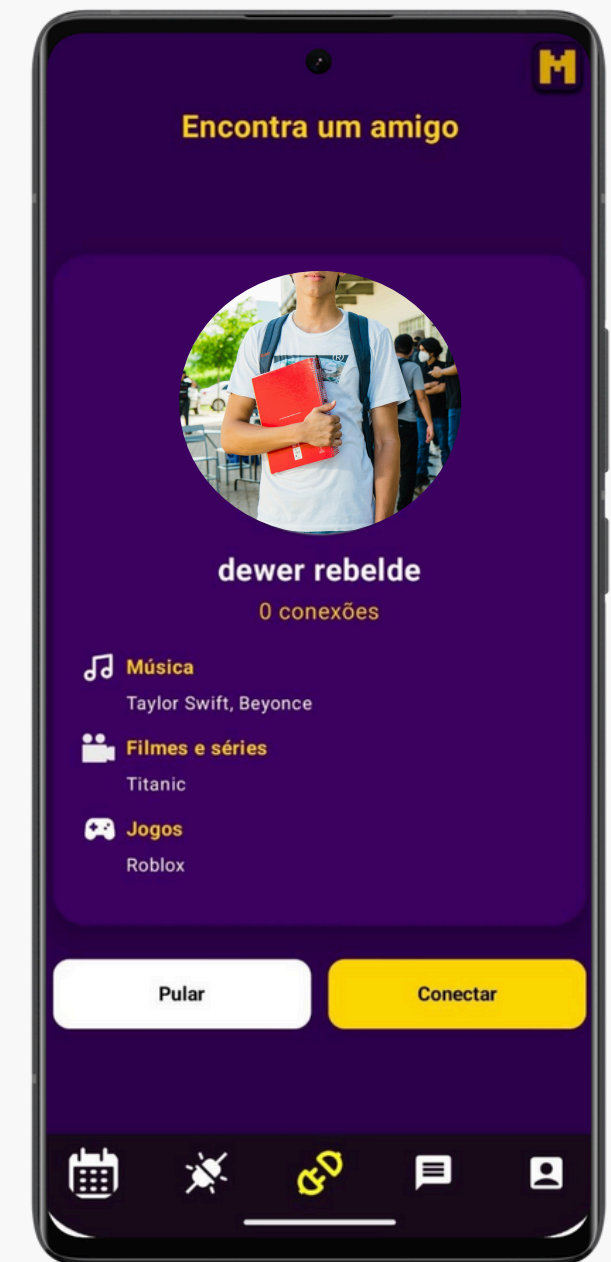 M
Encontra um amigo
dewer rebelde
0 conexões
Música
Taylor Swift, Beyonce
Filmes e séries
Titanic
Jogos
Roblox
Pular
Conectar